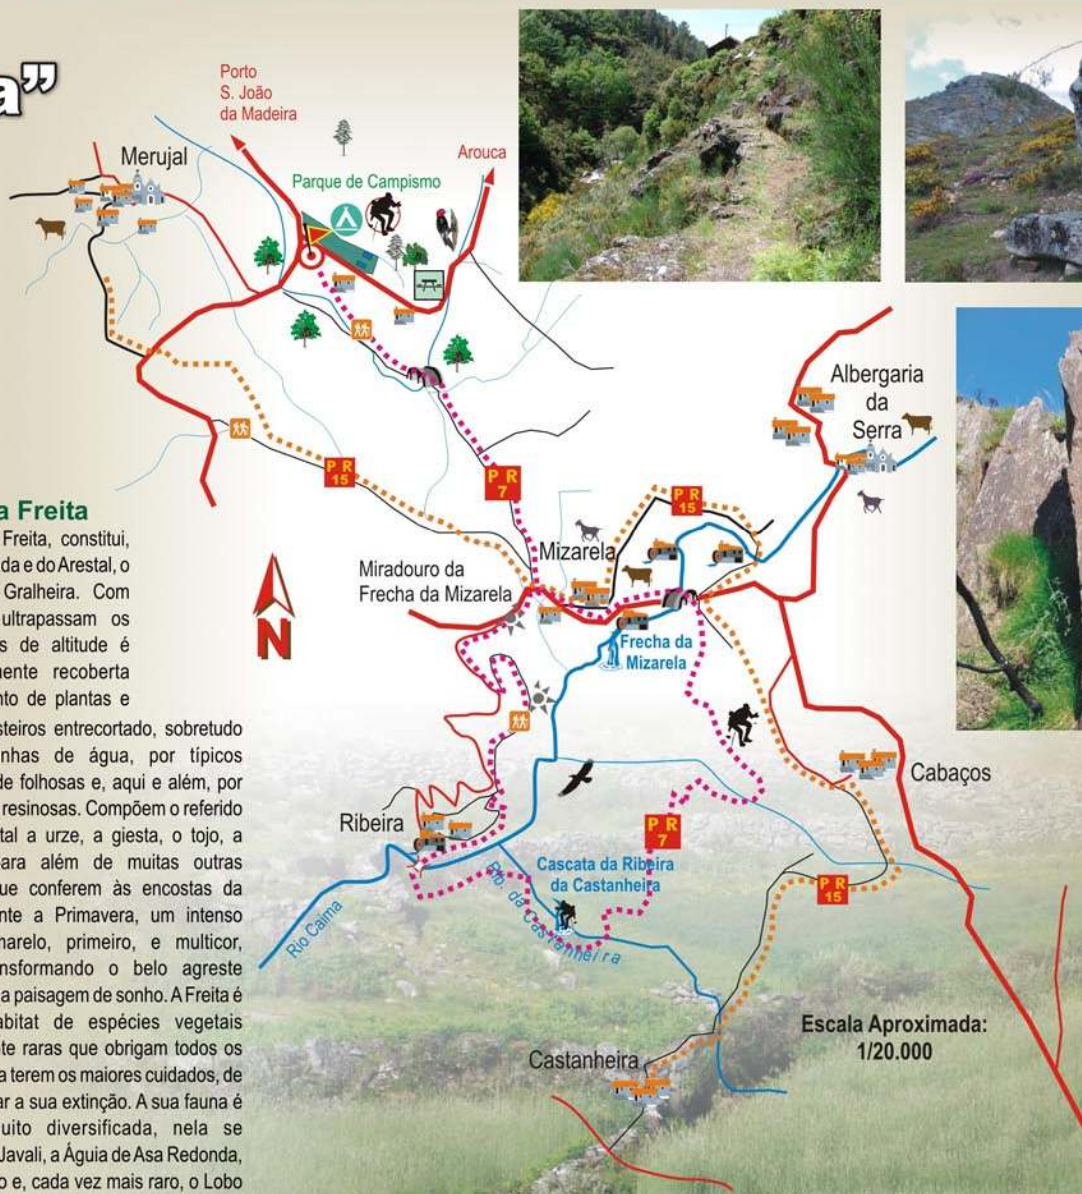 a”
Porto
S. João
da Madeira
Arouca
Merujal
Parque de Campismo
Albergaria
da
Serra
P R
15
P R
7
P R
15
Mizarela
Miradouro da
Frecha da Mizarela
N
Frecha da
Mizarela
Cabaços
Ribeira
P R
7
Cascata da Ribeira
da Castanheira
P R
15
Rio Caima
Rib. da Castanheira
Escala Aproximada:
1/20.000
Castanheira
a Freita
Freita, constitui,
da e do Arestal, o
Gralheira. Com
ultrapassam os
s de altitude é
mente recoberta
nto de plantas e
steiros entrecortado, sobretudo
nhas de água, por típicos
de folhosas e, aqui e além, por
resinosas. Compõem o referido
tal a urze, a giesta, o tojo, a
para além de muitas outras
que conferem às encostas da
nte a Primavera, um intenso
marelo, primeiro, e multicor,
nsformando o belo agreste
a paisagem de sonho. A Freita é
abitat de espécies vegetais
te raras que obrigam todos os
a terem os maiores cuidados, de
ar a sua extinção. A sua fauna é
uito diversificada, nela se
Javali, a Águia de Asa Redonda,
o e, cada vez mais raro, o Lobo